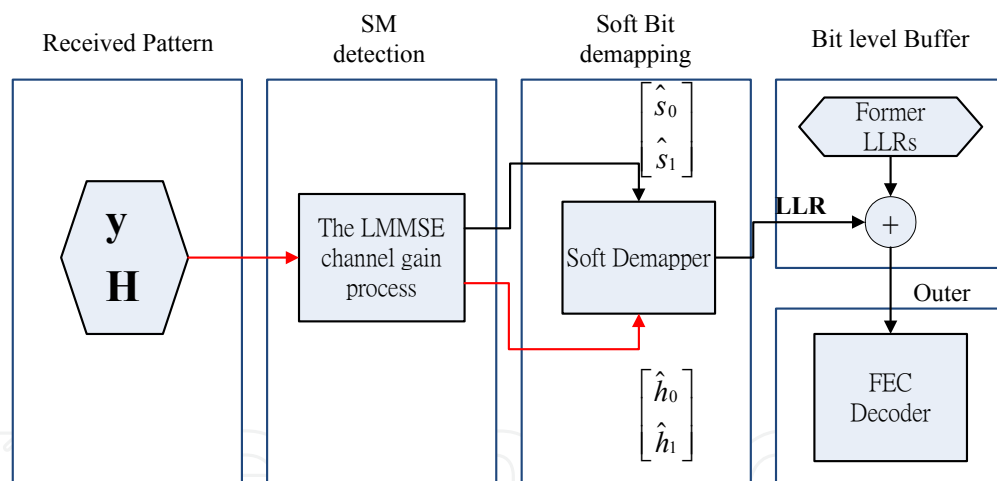 Received Pattern
SM
detection
Soft Bit
demapping
Bit level Buffer
y
H
The LMMSE
channel gain
process
[ŝ0
ŝ1]
Soft Demapper
[ĥ0
ĥ1]
LLR
Former
LLRs
+
Outer
FEC
Decoder